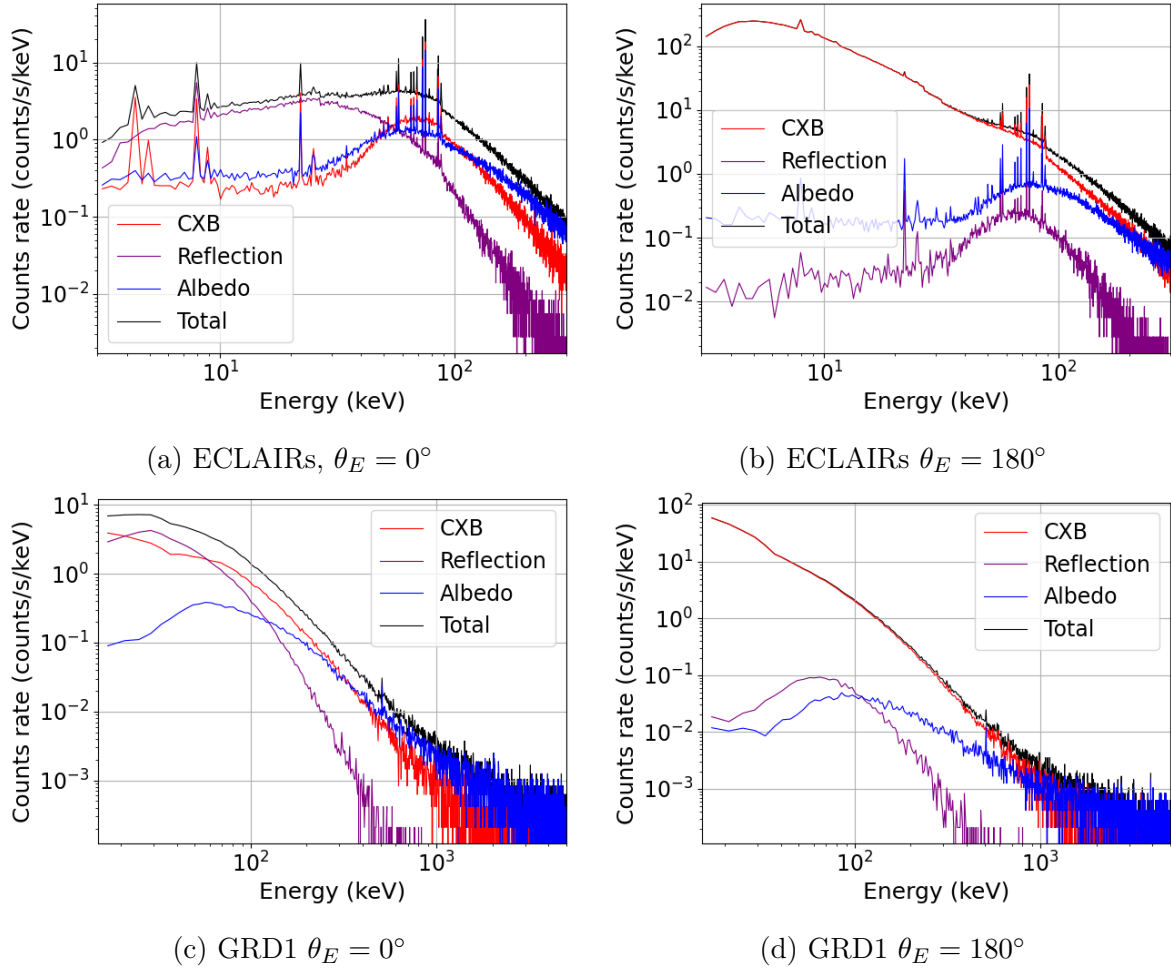 Counts rate (counts/s/keV)
10¹
10⁰
10⁻¹
10⁻²
CXB
Reflection
Albedo
Total
10¹
10²
Energy (keV)
(a) ECLAIRs, θ_E = 0°
Counts rate (counts/s/keV)
10²
10¹
10⁰
10⁻¹
10⁻²
CXB
Reflection
Albedo
Total
10¹
10²
Energy (keV)
(b) ECLAIRs θ_E = 180°
Counts rate (counts/s/keV)
10¹
10⁰
10⁻¹
10⁻²
10⁻³
CXB
Reflection
Albedo
Total
10²
10³
Energy (keV)
(c) GRD1 θ_E = 0°
Counts rate (counts/s/keV)
10²
10¹
10⁰
10⁻¹
10⁻²
10⁻³
CXB
Reflection
Albedo
Total
10²
10³
Energy (keV)
(d) GRD1 θ_E = 180°